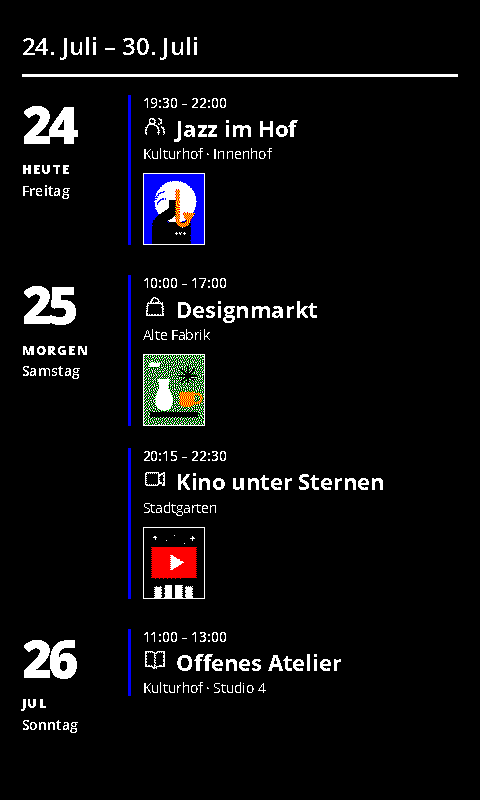 24. Juli – 30. Juli
24
HEUTE
Freitag
19:30 – 22:00
Jazz im Hof
Kulturhof · Innenhof
25
MORGEN
Samstag
10:00 – 17:00
Designmarkt
Alte Fabrik
20:15 – 22:30
Kino unter Sternen
Stadtgarten
26
JUL
Sonntag
11:00 – 13:00
Offenes Atelier
Kulturhof · Studio 4